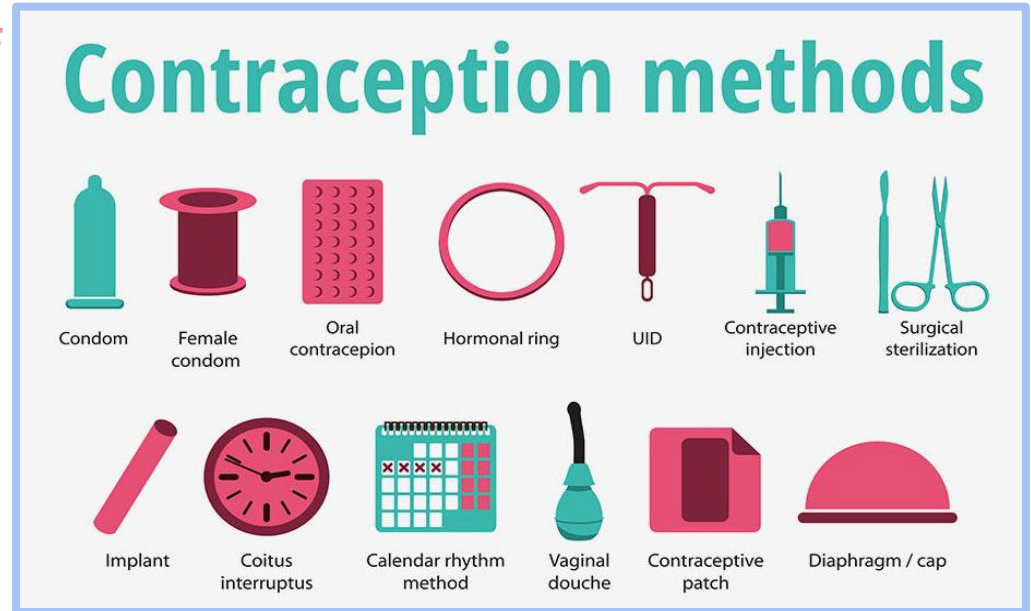 Contraception methods
Condom
Female
condom
Oral
contracepion
Hormonal ring
UID
Contraceptive
injection
Surgical
sterilization
Implant
Coitus
interruptus
Calendar rhythm
method
Vaginal
douche
Contraceptive
patch
Diaphragm / cap